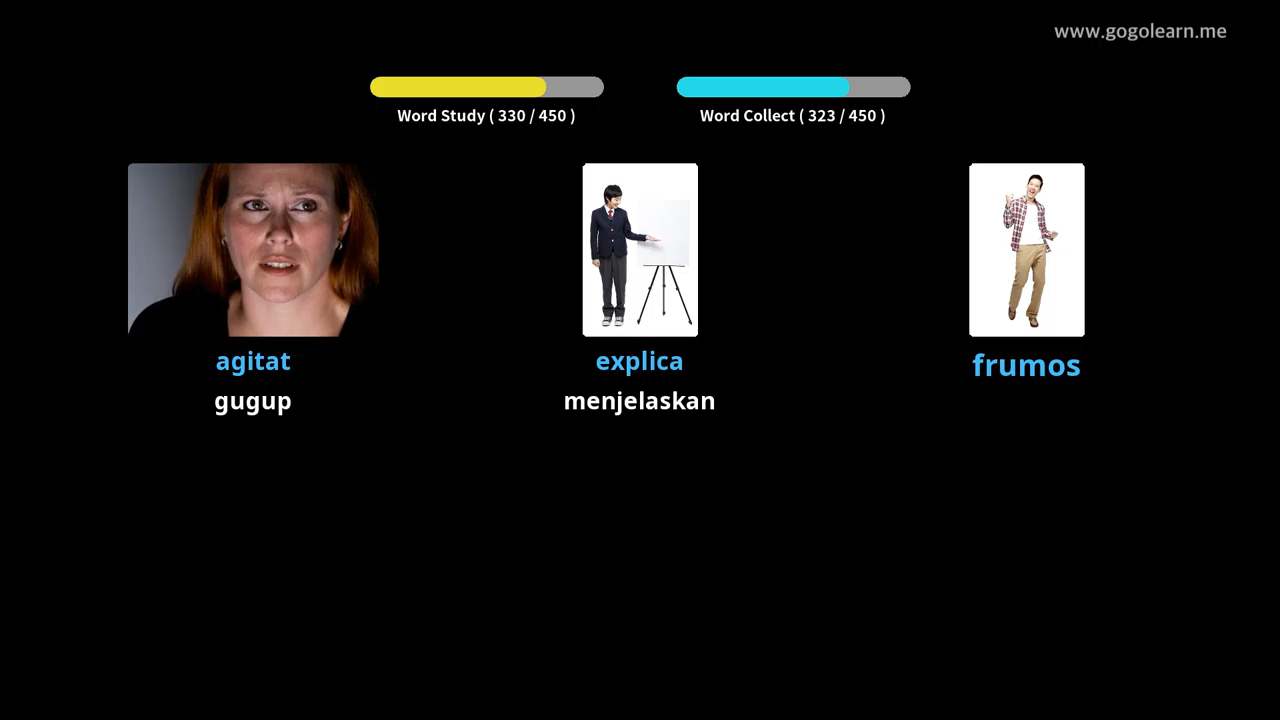 www.gogolearn.me
Word Study ( 330 / 450 )
Word Collect ( 323 / 450 )
agitat
gugup
explica
menjelaskan
frumos